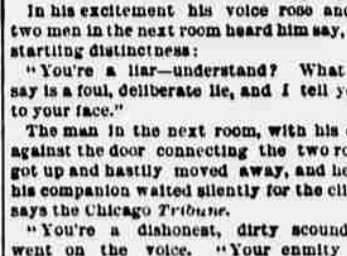 In his excitement his voice rose and
two men in the next room heard him say,
startling distinctness:
"You're a liar—understand? What
say is a foul, deliberate lie, and I tell y
to your face."
The man in the next room, with his
against the door connecting the two ro
got up and hastily moved away, and he
his companion waited silently for the cli
says the Chicago Tribune.
"You're a dishonest, dirty scound
went on the voice. "Your enmity